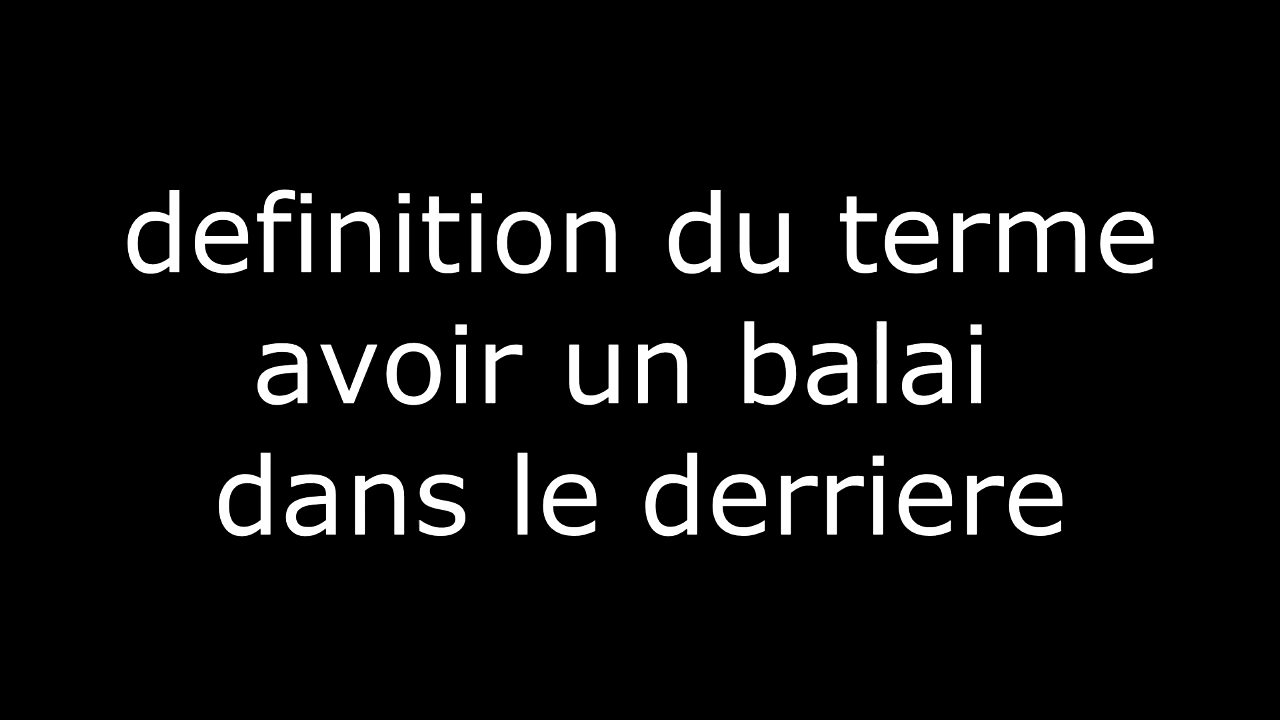 definition du terme
avoir un balai
dans le derriere